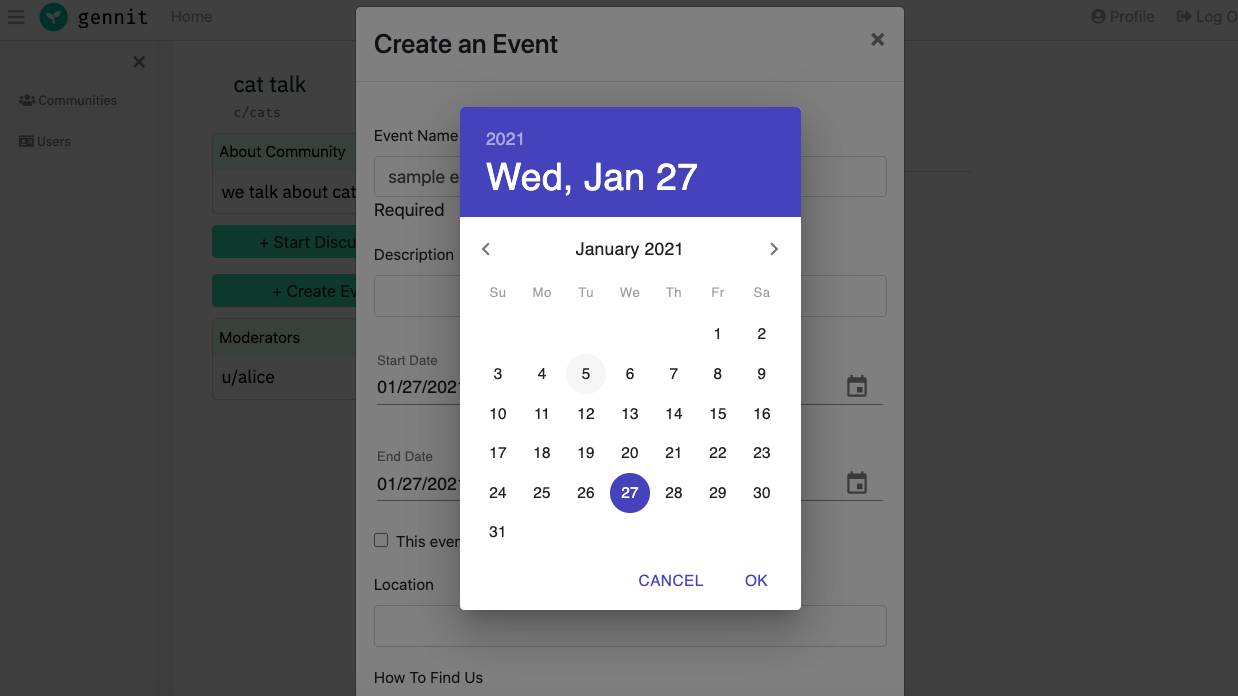 gennit Home Profile Log O
Create an Event
Communities
Users
cat talk
c/cats
About Community
we talk about cat
+ Start Discu
+ Create Ev
Moderators
u/alice
Event Name
sample e
Required
Description
Start Date
01/27/2021
End Date
01/27/2021
This ever
Location
How To Find Us
2021
Wed, Jan 27
January 2021
Su Mo Tu We Th Fr Sa
1 2
3 4 5 6 7 8 9
10 11 12 13 14 15 16
17 18 19 20 21 22 23
24 25 26 27 28 29 30
31
CANCEL OK